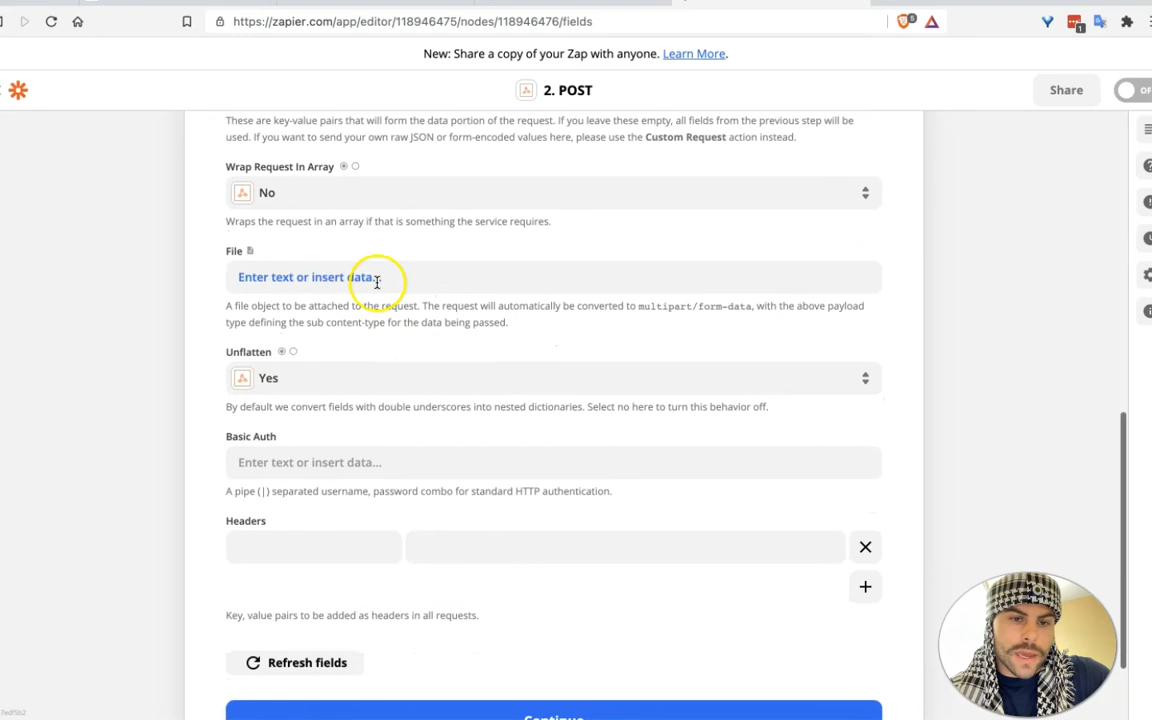 https://zapier.com/app/editor/118946475/nodes/118946476/fields
New: Share a copy of your Zap with anyone. Learn More.
2. POST
Share
These are key-value pairs that will form the data portion of the request. If you leave these empty, all fields from the previous step will be
used. If you want to send your own raw JSON or form-encoded values here, please use the Custom Request action instead.
Wrap Request In Array
No
Wraps the request in an array if that is something the service requires.
File
Enter text or insert data...
A file object to be attached to the request. The request will automatically be converted to multipart/form-data, with the above payload
type defining the sub content-type for the data being passed.
Unflatten
Yes
By default we convert fields with double underscores into nested dictionaries. Select no here to turn this behavior off.
Basic Auth
Enter text or insert data...
A pipe (|) separated username, password combo for standard HTTP authentication.
Headers
Key, value pairs to be added as headers in all requests.
Refresh fields
Continue